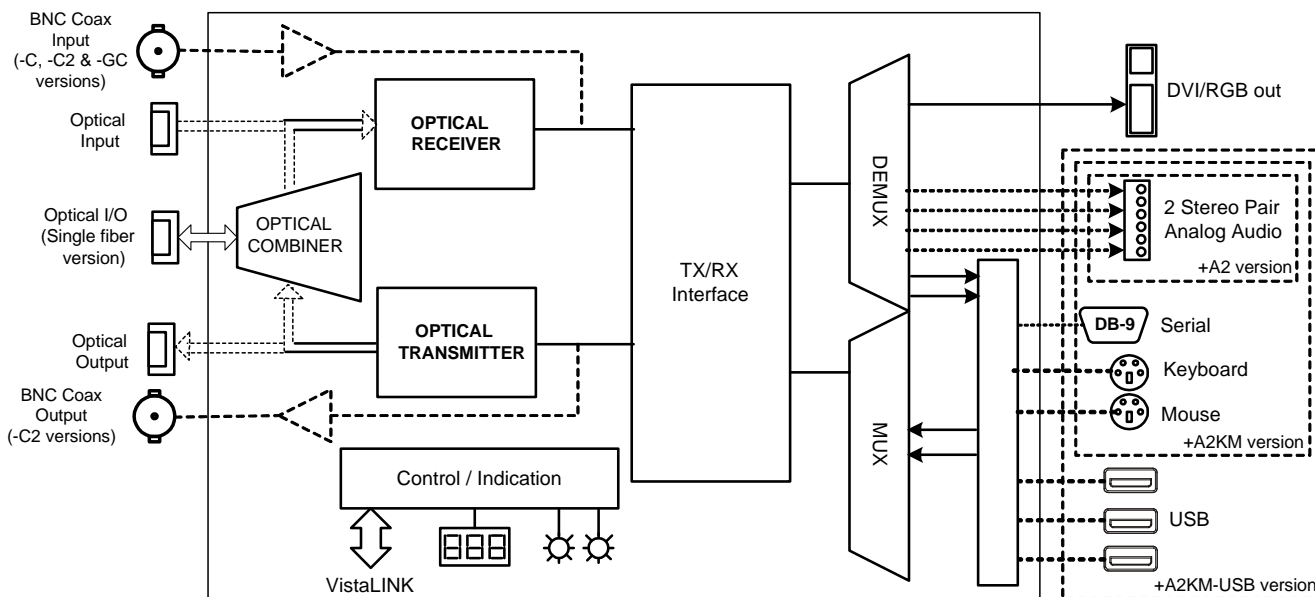 BNC Coax
Input
(-C, -C2 & -GC
versions)
Optical
Input
Optical I/O
(Single fiber
version)
Optical
Output
BNC Coax
Output
(-C2 versions)
OPTICAL
RECEIVER
OPTICAL
COMBINER
OPTICAL
TRANSMITTER
Control / Indication
VistaLINK
TX/RX
Interface
DEMUX
MUX
DVI/RGB out
2 Stereo Pair
Analog Audio
+A2 version
DB-9
Serial
Keyboard
Mouse
+A2KM version
USB
+A2KM-USB version